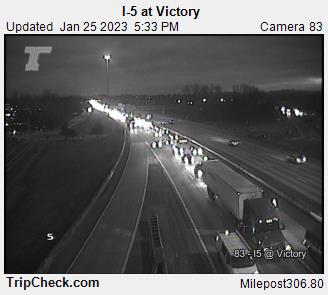 I-5 at Victory
Updated Jan 25 2023 5:33 PM Camera 83
T
S
83 - I5 @ Victory
TripCheck.com Milepost306.80